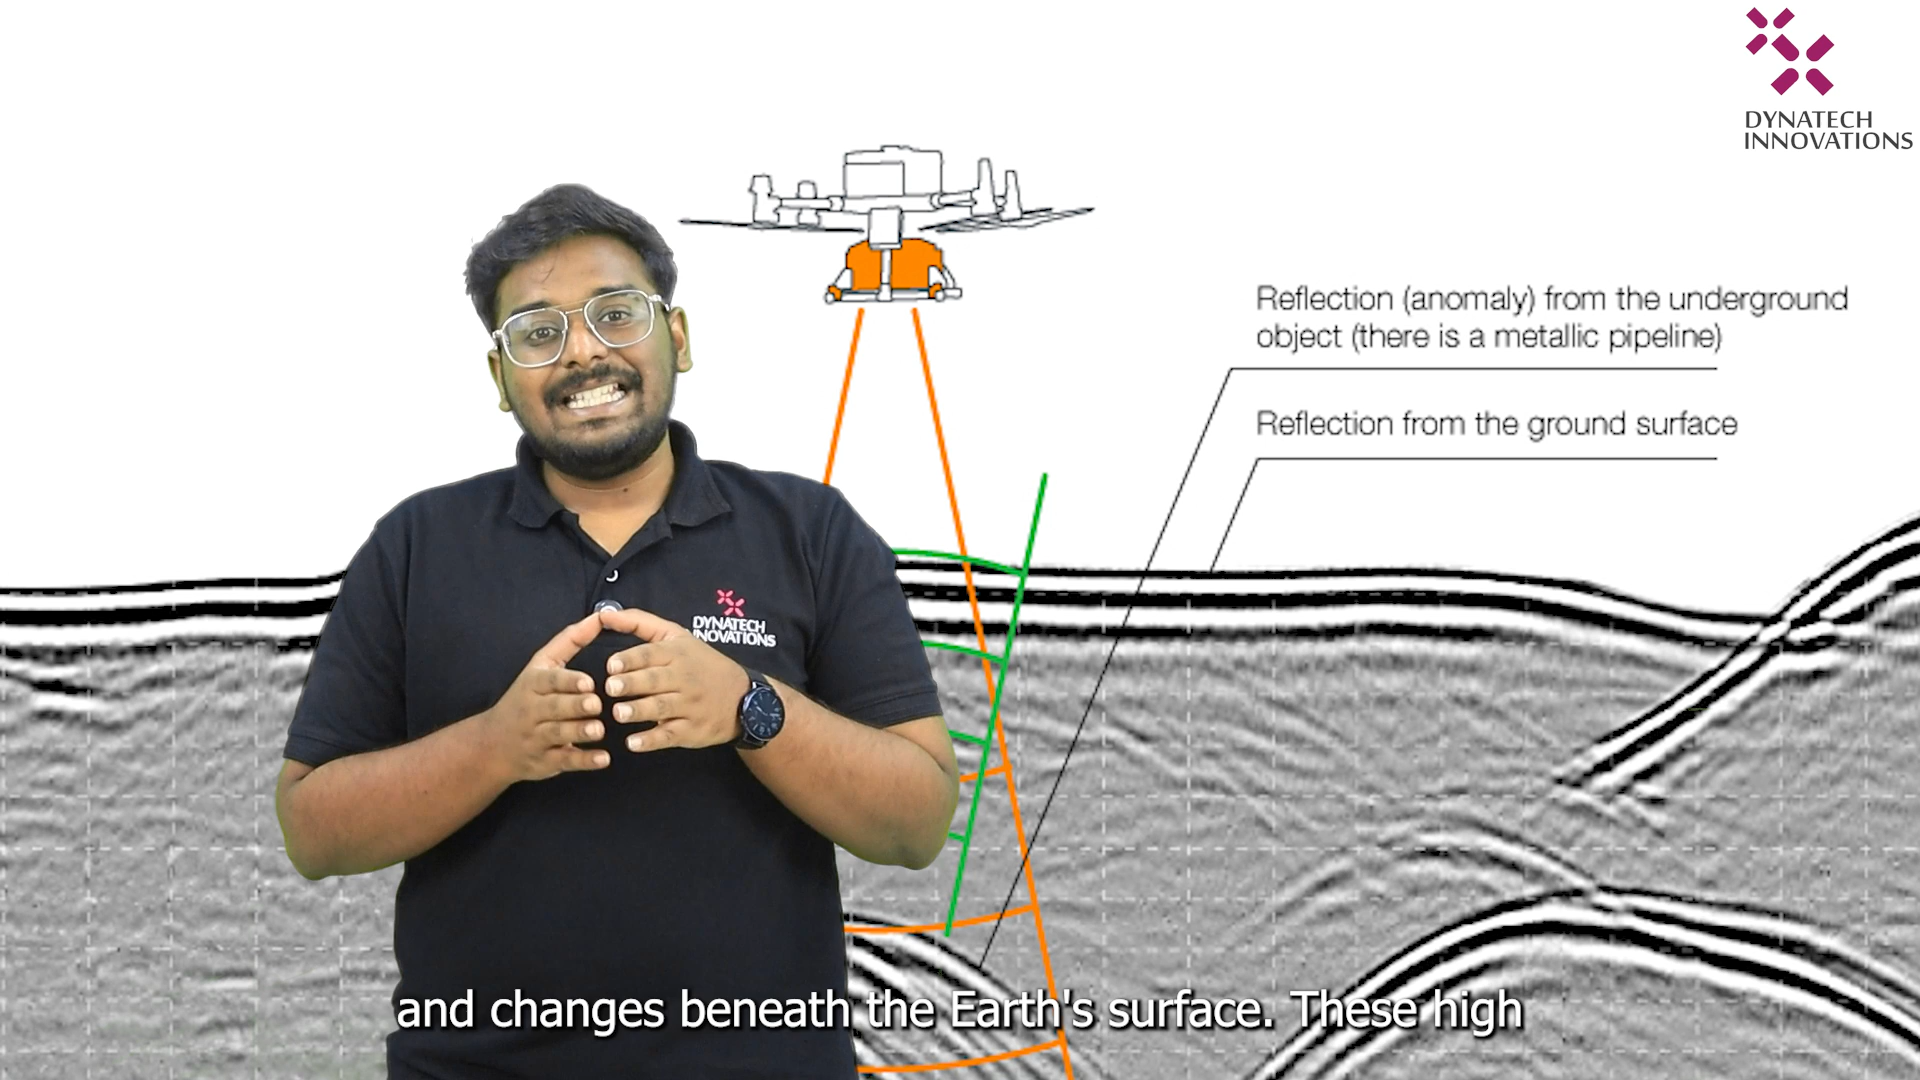 DYNATECH
INNOVATIONS
Reflection (anomaly) from the underground
object (there is a metallic pipeline)
Reflection from the ground surface
DYNATECH
INNOVATIONS
and changes beneath the Earth's surface. These high